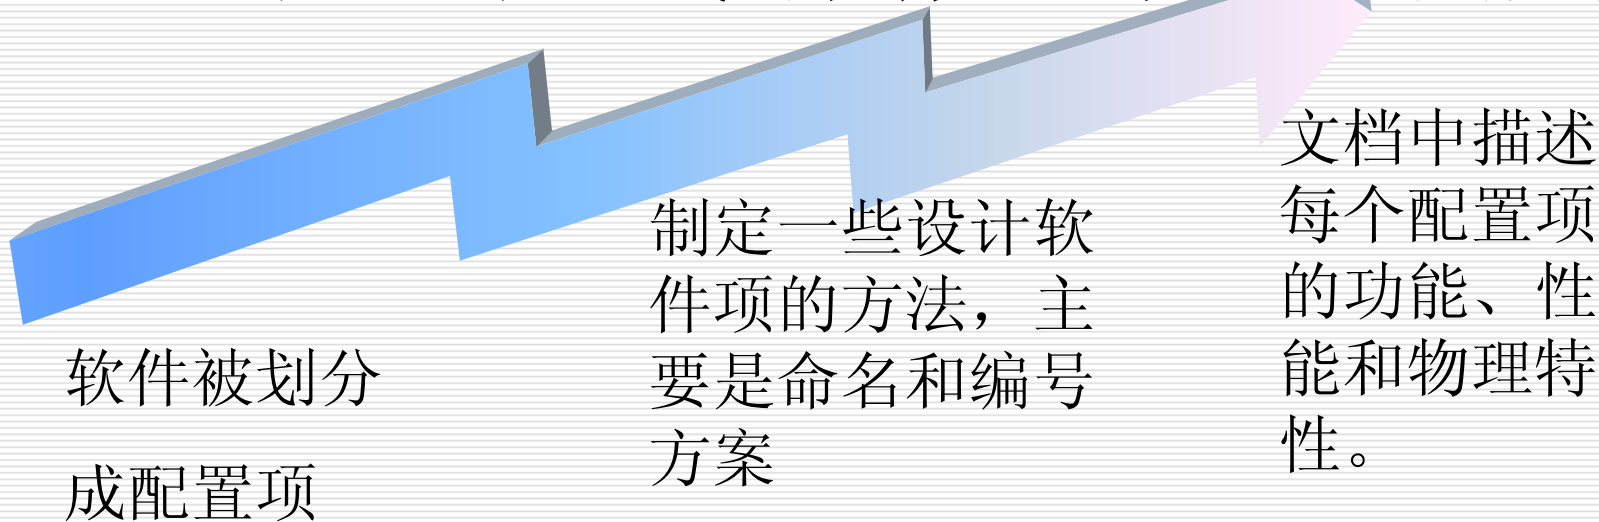 软件被划分
成配置项
制定一些设计软
件项的方法，主
要是命名和编号
方案
文档中描述
每个配置项
的功能、性
能和物理特
性。